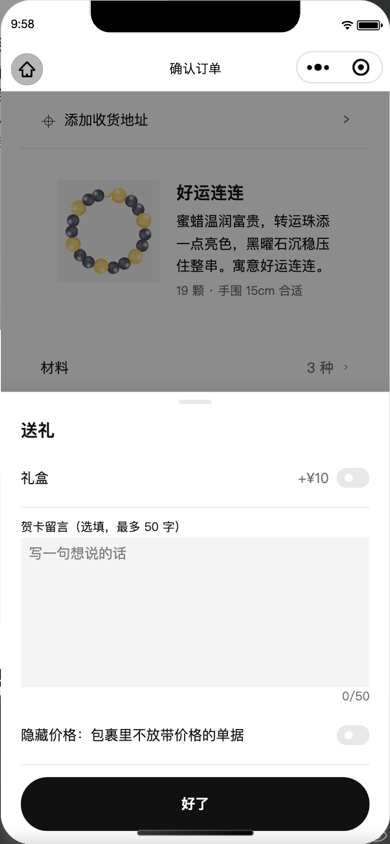 9:58
确认订单
添加收货地址
好运连连
蜜蜡温润富贵，转运珠添
一点亮色，黑曜石沉稳压
住整串。寓意好运连连。
19 颗 · 手围 15cm 合适
材料 3 种
送礼
礼盒 +¥10
贺卡留言（选填，最多 50 字）
写一句想说的话
0/50
隐藏价格：包裹里不放带价格的单据
好了